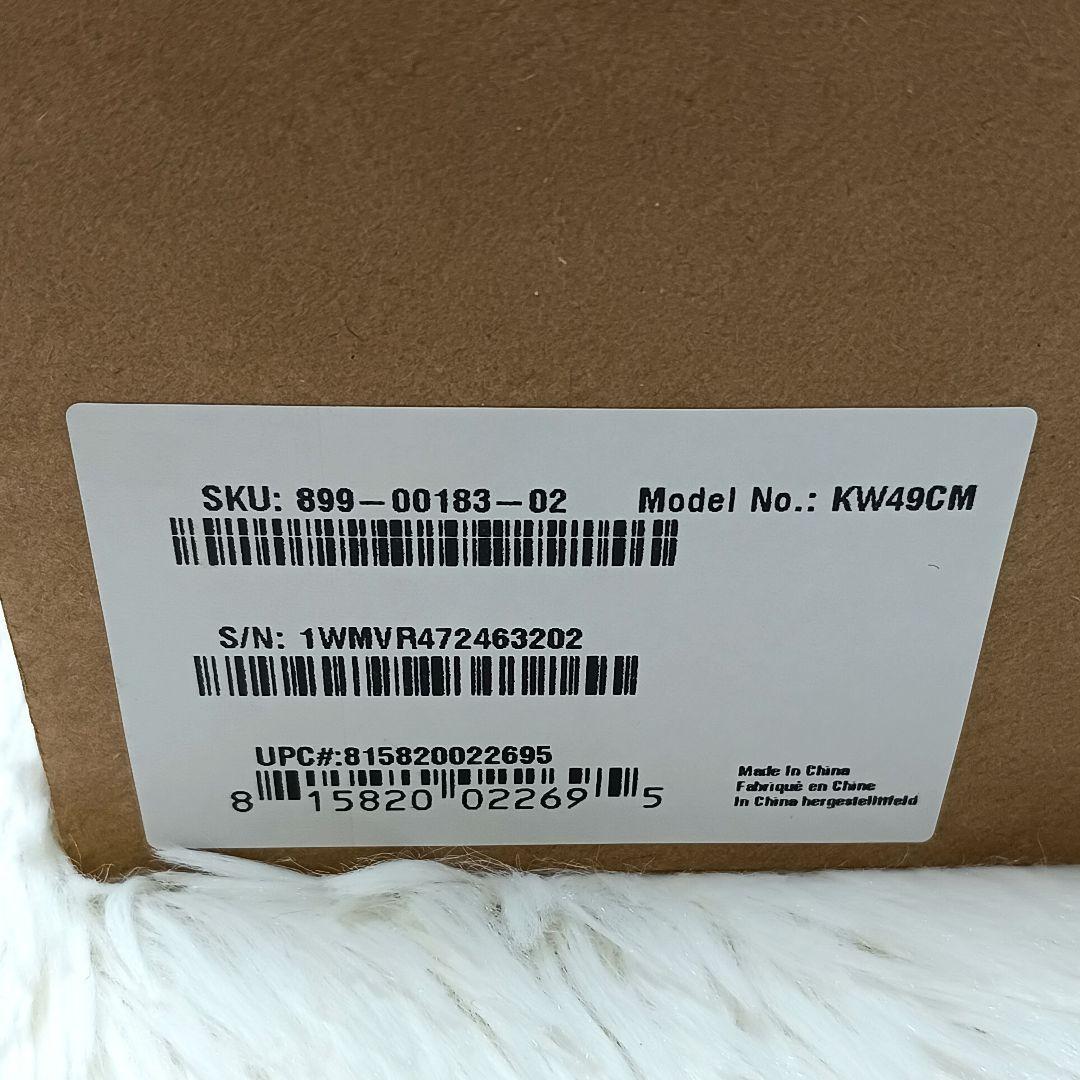 SKU: 899-00183-02 Model No.: KW49CM
S/N: 1WMVR472463202
UPC#:815820022695
8 15820 02269 5
Made In China
Fabriqué en Chine
In China hergestelltfeld